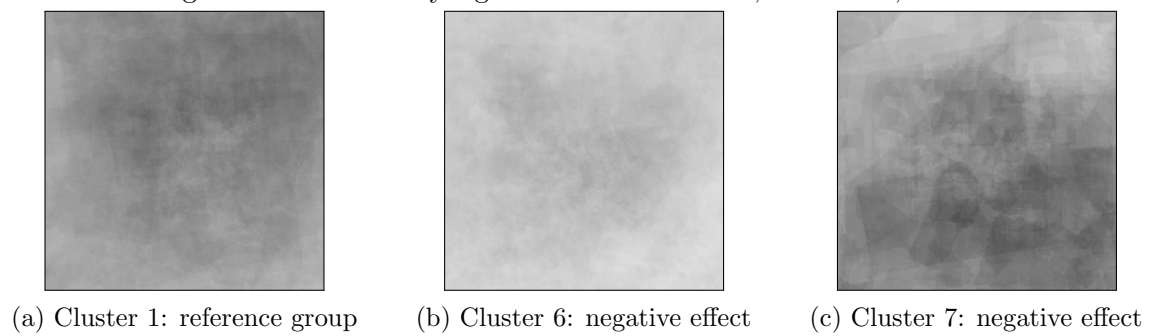 (a) Cluster 1: reference group
(b) Cluster 6: negative effect
(c) Cluster 7: negative effect